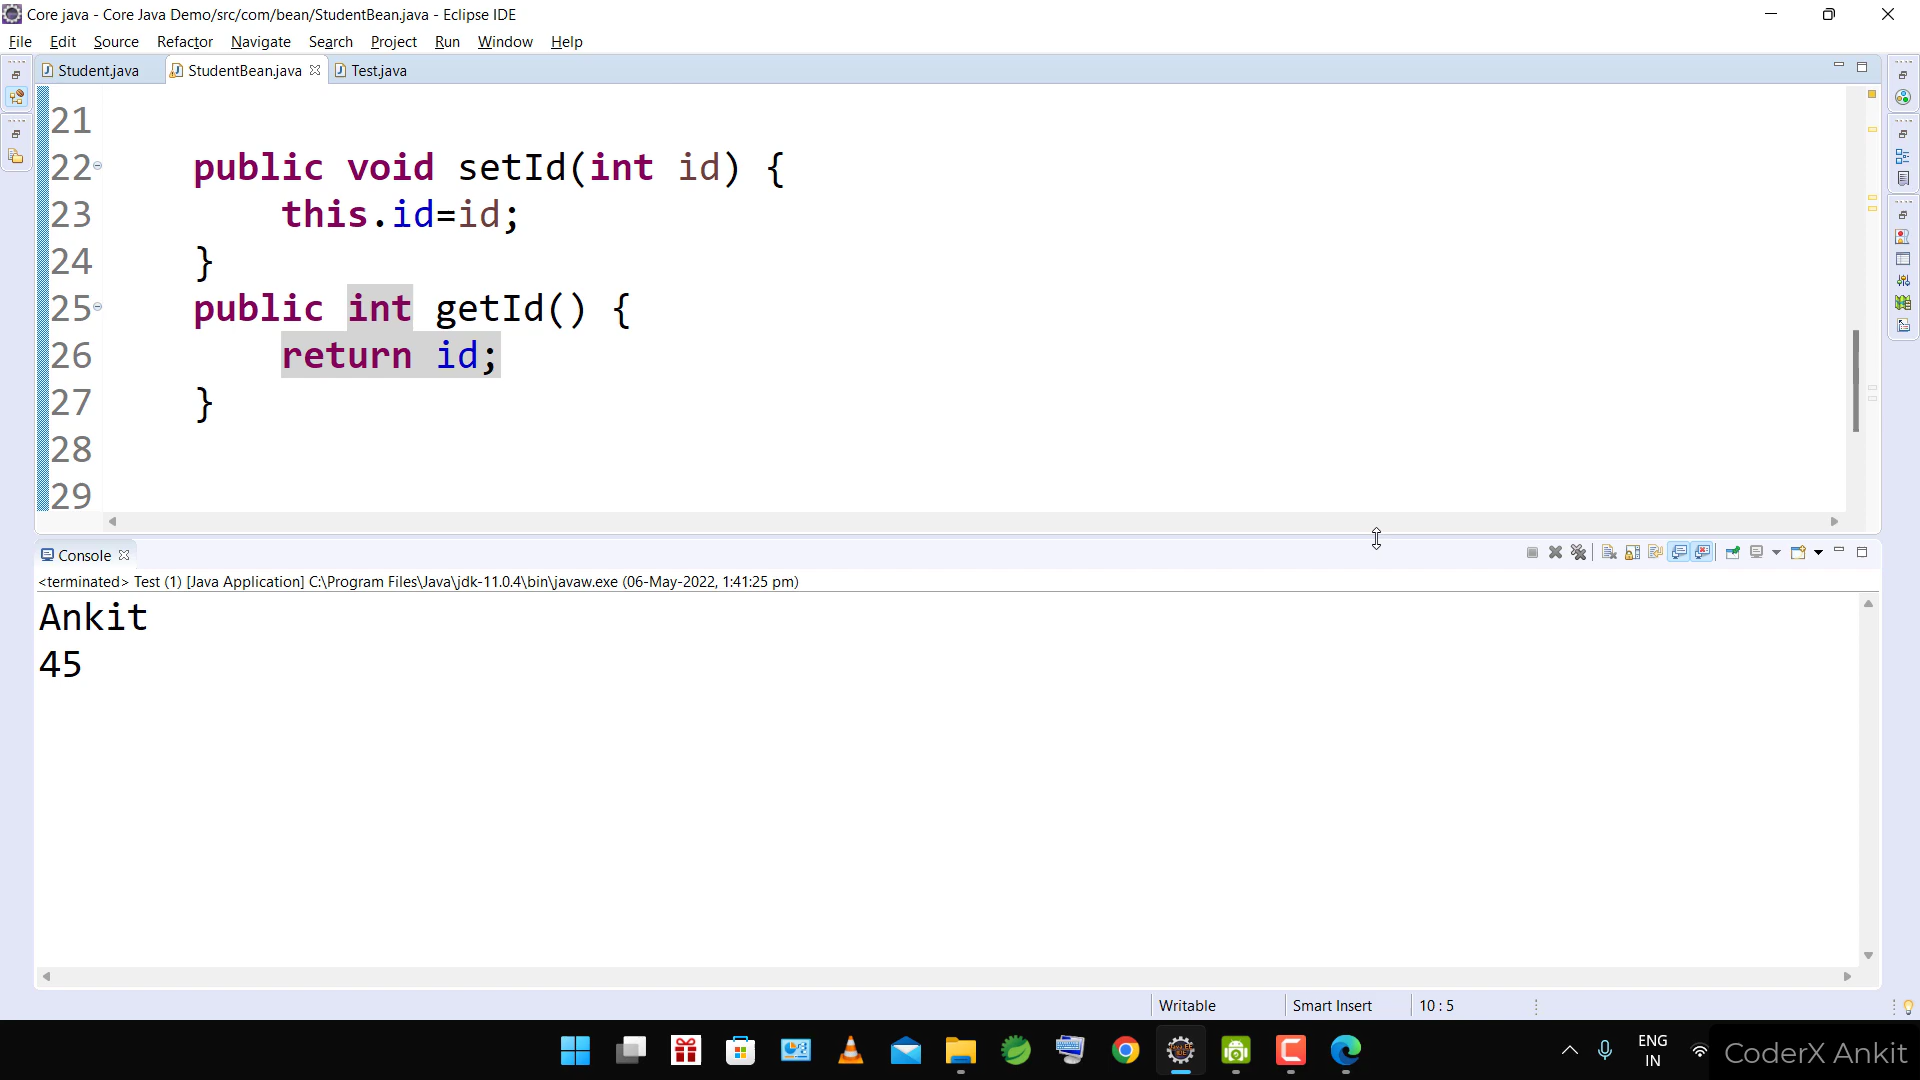 Core java - Core Java Demo/src/com/bean/StudentBean.java - Eclipse IDE
File Edit Source Refactor Navigate Search Project Run Window Help
Student.java StudentBean.java Test.java
21
22 public void setId(int id) {
23 this.id=id;
24 }
25 public int getId() {
26 return id;
27 }
28
29
Console
<terminated> Test (1) [Java Application] C:\Program Files\Java\jdk-11.0.4\bin\javaw.exe (06-May-2022, 1:41:25 pm)
Ankit
45
Writable Smart Insert 10 : 5
ENG
IN
CoderX Ankit